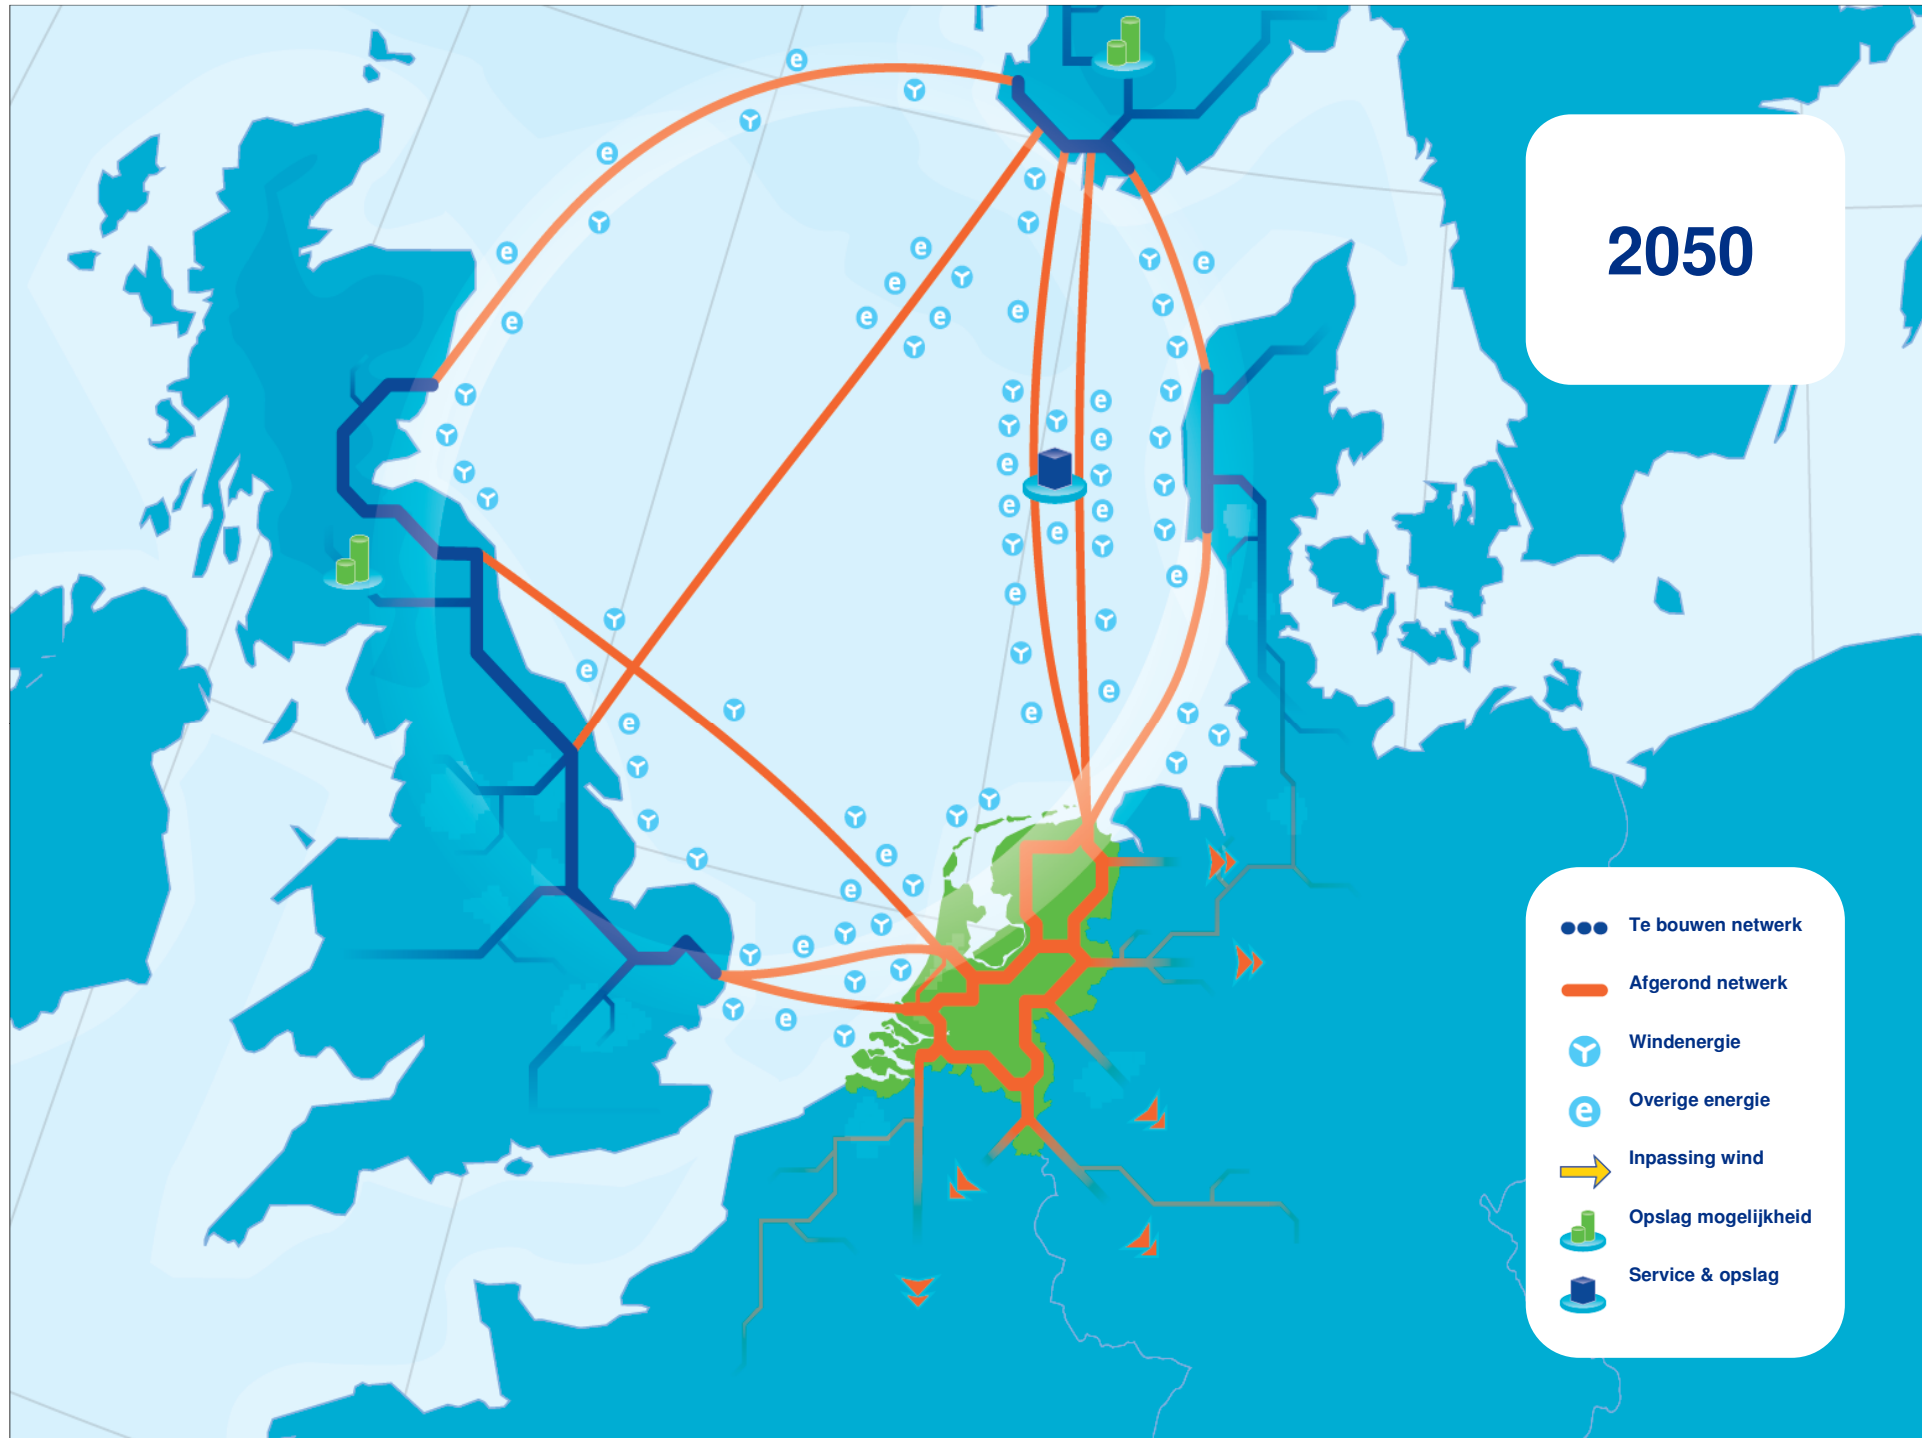 2050
Te bouwen netwerk
Afgerond netwerk
Windenergie
Overige energie
Inpassing wind
Opslag mogelijkheid
Service & opslag